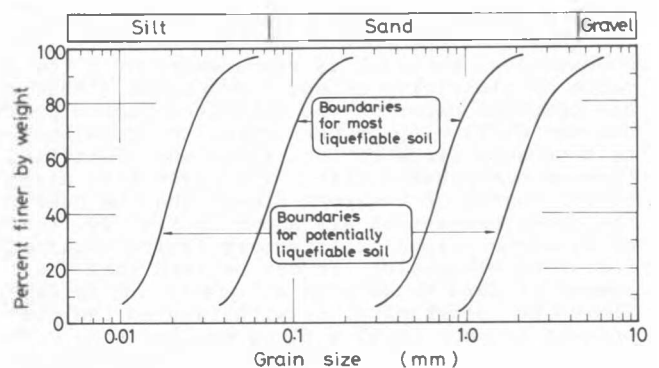 Silt Sand Gravel
100
80
60
40
20
0
Percent finer by weight
Boundaries
for most
liquefiable soil
Boundaries
for potentially
liquefiable soil
0.01 0.1 1.0 10
Grain size (mm)